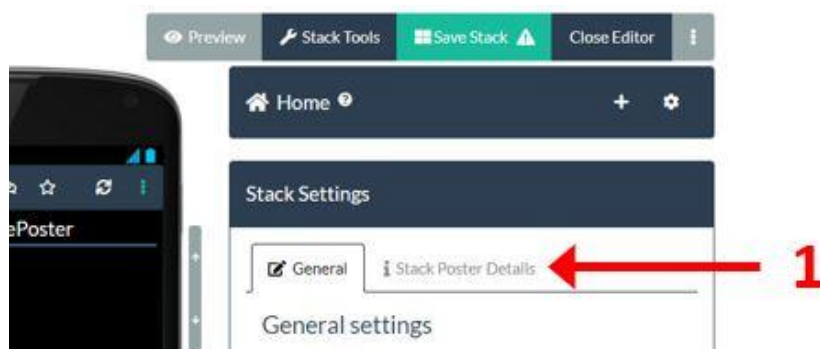 Preview Stack Tools Save Stack Close Editor
Home
ePoster
Stack Settings
General Stack Poster Details
1
General settings